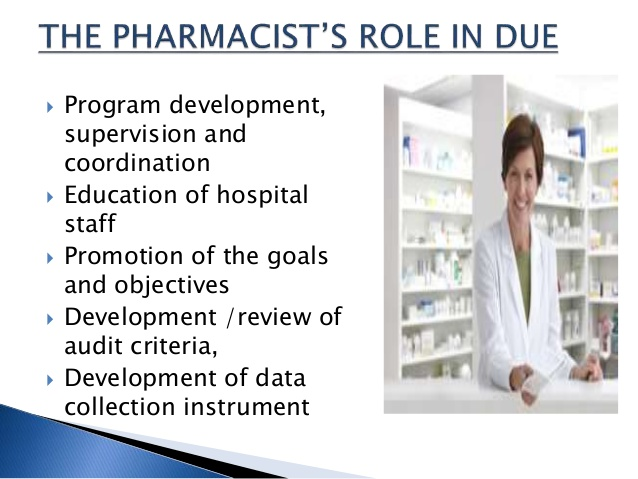 THE PHARMACIST’S ROLE IN DUE
Program development,
supervision and
coordination
Education of hospital
staff
Promotion of the goals
and objectives
Development /review of
audit criteria,
Development of data
collection instrument